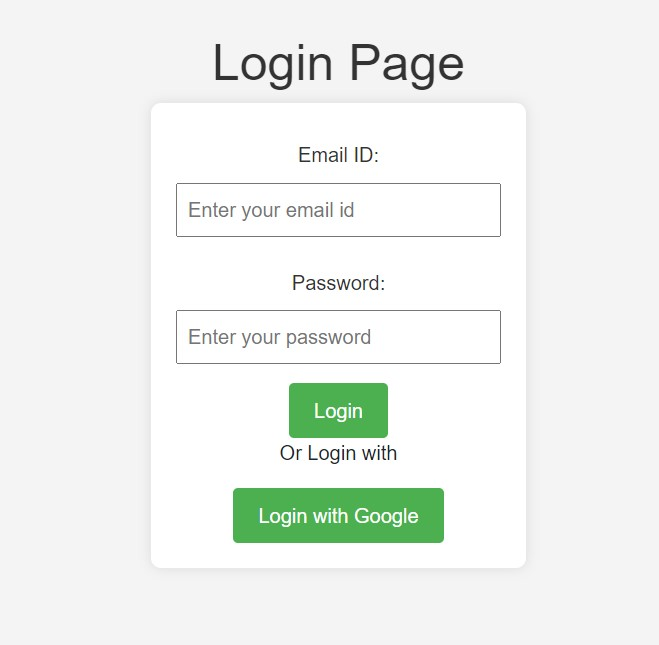 Login Page
Email ID:
Enter your email id
Password:
Enter your password
Login
Or Login with
Login with Google